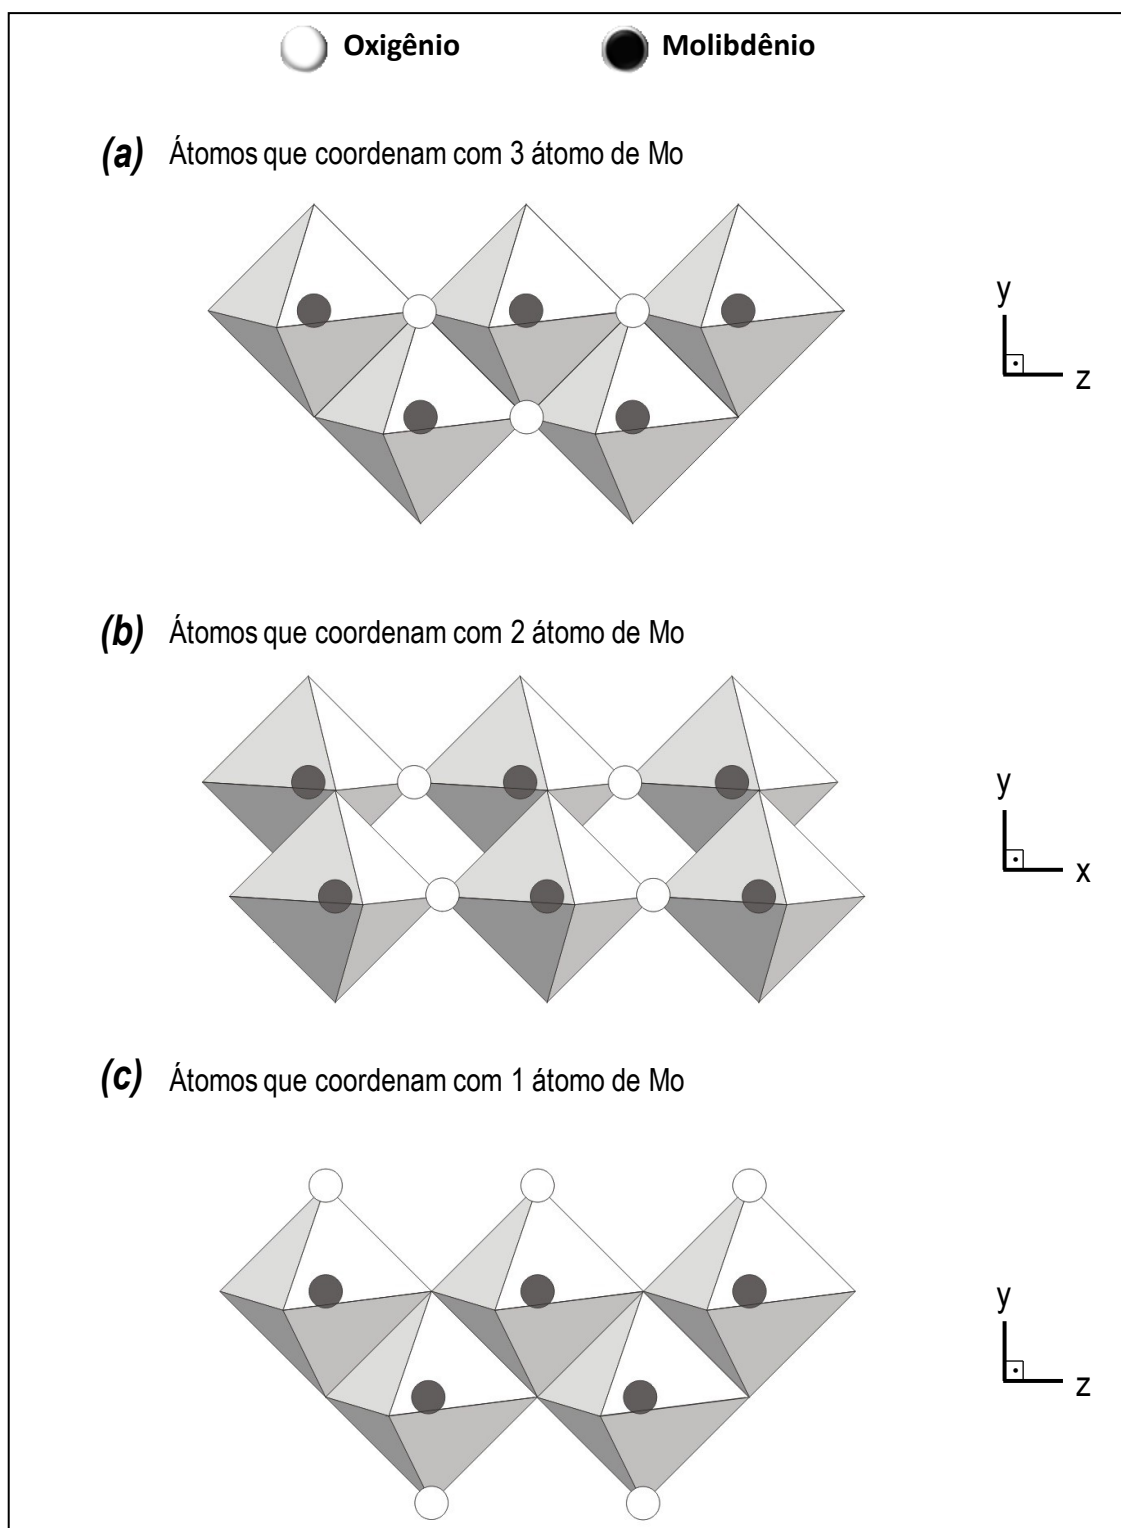 Oxigênio
Molibdênio
(a) Átomos que coordenam com 3 átomo de Mo
y
z
(b) Átomos que coordenam com 2 átomo de Mo
y
x
(c) Átomos que coordenam com 1 átomo de Mo
y
z